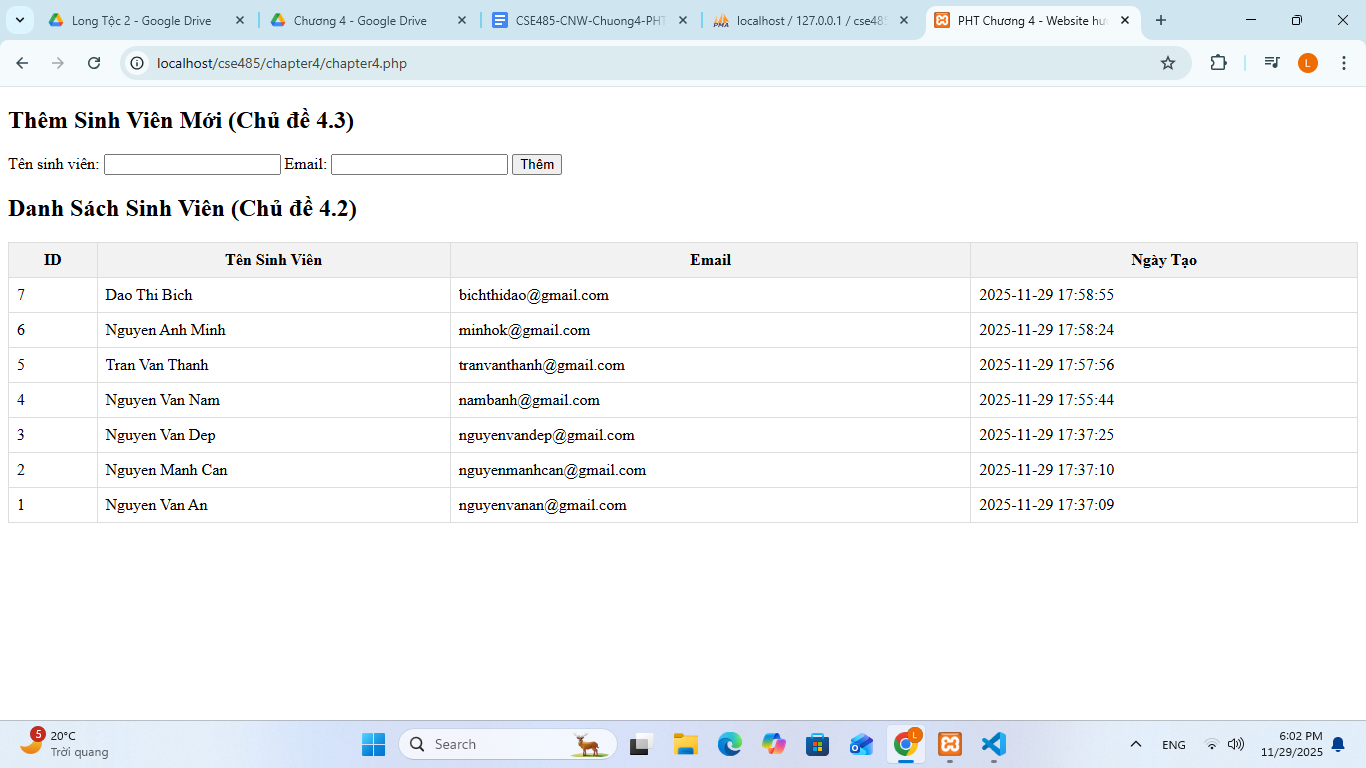 Long Tộc 2 - Google Drive
Chương 4 - Google Drive
CSE485-CNW-Chuong4-PHT
localhost / 127.0.0.1 / cse485
PHT Chương 4 - Website hư
localhost/cse485/chapter4/chapter4.php
L
Thêm Sinh Viên Mới (Chủ đề 4.3)
Tên sinh viên: Email: Thêm
Danh Sách Sinh Viên (Chủ đề 4.2)
ID Tên Sinh Viên Email Ngày Tạo
7 Dao Thi Bich bichthidao@gmail.com 2025-11-29 17:58:55
6 Nguyen Anh Minh minhok@gmail.com 2025-11-29 17:58:24
5 Tran Van Thanh tranvanthanh@gmail.com 2025-11-29 17:57:56
4 Nguyen Van Nam nambanh@gmail.com 2025-11-29 17:55:44
3 Nguyen Van Dep nguyenvandep@gmail.com 2025-11-29 17:37:25
2 Nguyen Manh Can nguyenmanhcan@gmail.com 2025-11-29 17:37:10
1 Nguyen Van An nguyenvanan@gmail.com 2025-11-29 17:37:09
5
20°C
Trời quang
Search
L
ENG
6:02 PM
11/29/2025